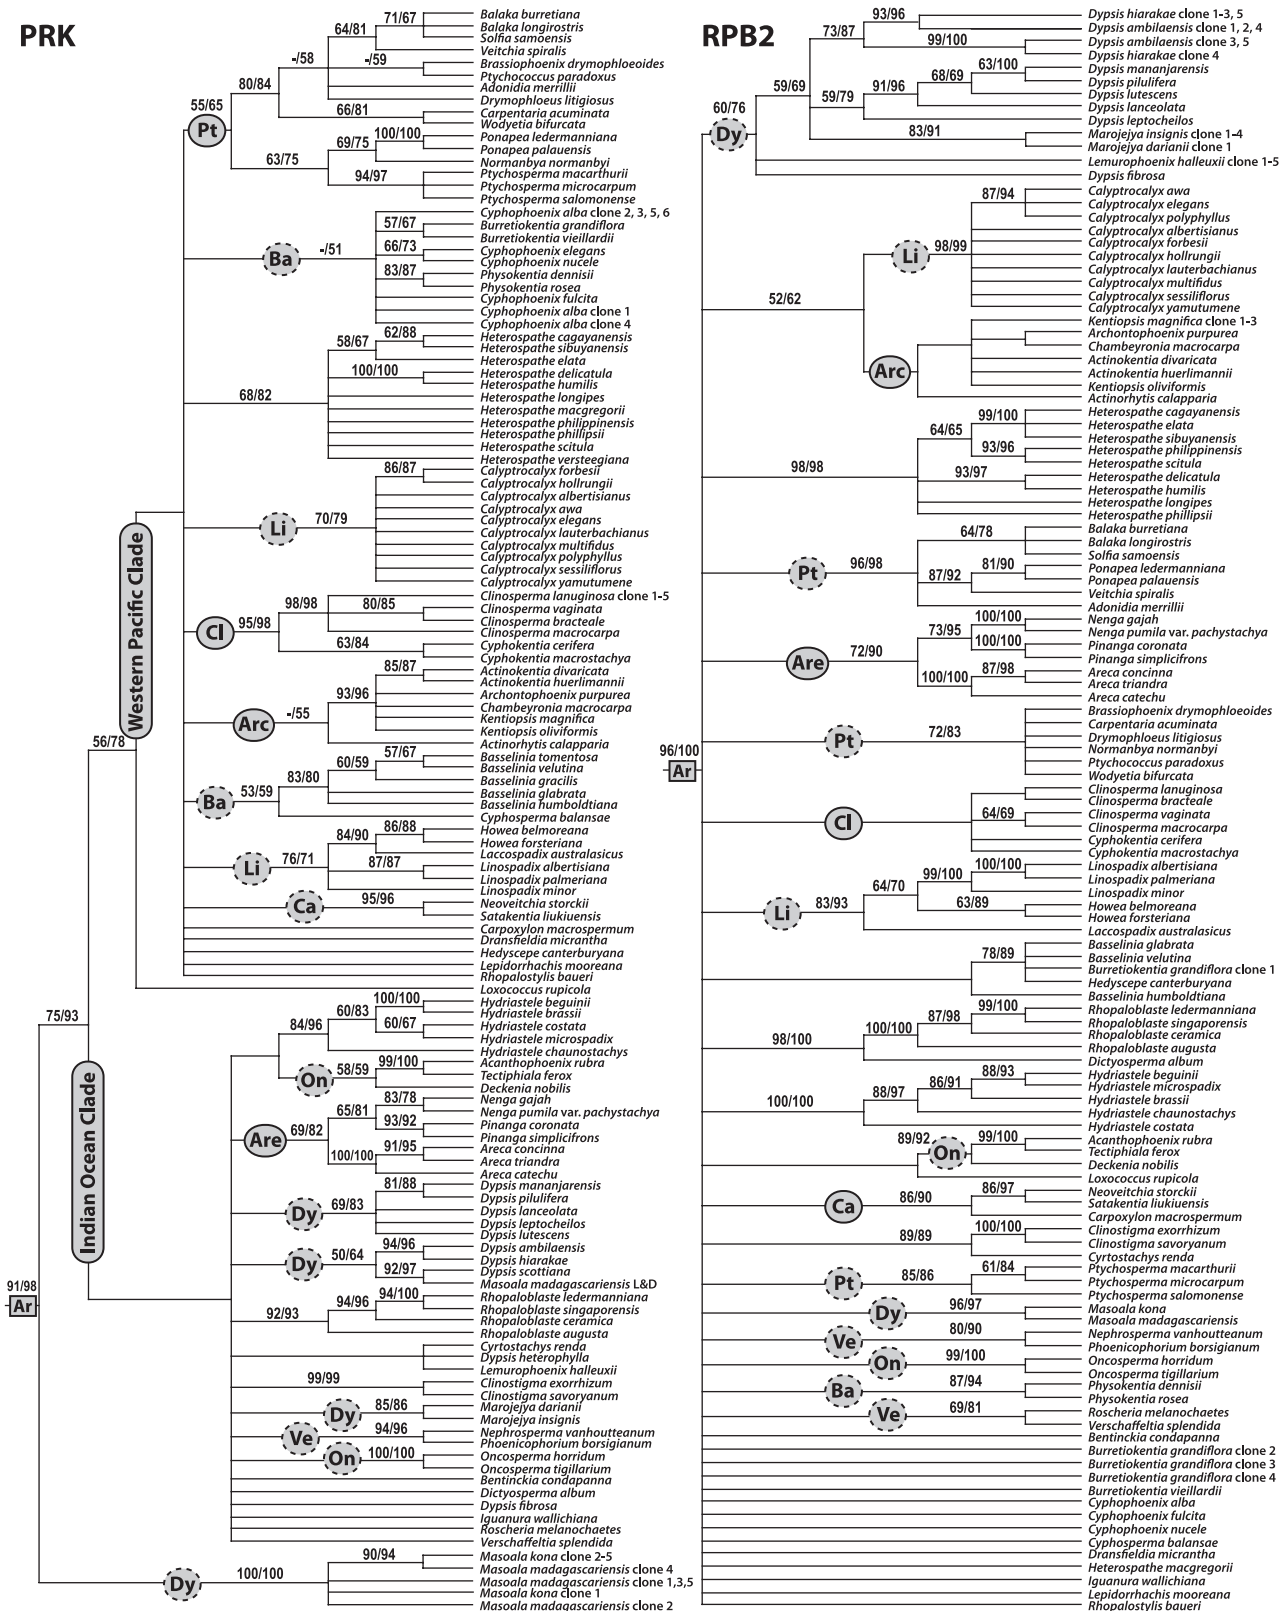 PRK
Balaka burretiana
71/67
Balaka longirostris
64/81
Solfia samoensis
Veitchia spiralis
-/58
-/59
Brassiophoenix drymophloeoides
Ptychococcus paradoxus
80/84
Adonidia merrillii
Drymophloeus litigiosus
55/65
66/81
Carpentaria acuminata
Wodyetia bifurcata
Pt
100/100
Ponapea ledermanniana
69/75
Ponapea palauensis
63/75
Normanbya normanbyi
94/97
Ptychosperma macarthurii
Ptychosperma microcarpum
Ptychosperma salomonense
Cyphophoenix alba clone 2, 3, 5, 6
57/67
Burretiokentia grandiflora
Burretiokentia vieillardii
Ba
-/51
66/73
Cyphophoenix elegans
Cyphophoenix nucele
83/87
Physokentia dennisii
Physokentia rosea
Cyphophoenix fulcita
Cyphophoenix alba clone 1
Cyphophoenix alba clone 4
62/88
Heterospathe cagayanensis
58/67
Heterospathe sibuyanensis
Heterospathe elata
100/100
Heterospathe delicatula
Heterospathe humilis
68/82
Heterospathe longipes
Heterospathe macgregorii
Heterospathe philippinensis
Heterospathe phillipsii
Heterospathe scitula
Heterospathe versteegiana
86/87
Calyptrocalyx forbesii
Calyptrocalyx hollrungii
Calyptrocalyx albertisianus
Calyptrocalyx awa
Li
70/79
Calyptrocalyx elegans
Calyptrocalyx lauterbachianus
Calyptrocalyx multifidus
Calyptrocalyx polyphyllus
Calyptrocalyx sessiliflorus
Calyptrocalyx yamutumene
Western Pacific Clade
98/98
Clinosperma lanuginosa clone 1-5
80/85
Clinosperma vaginata
Clinosperma bracteale
Cl
95/98
Clinosperma macrocarpa
63/84
Cyphokentia cerifera
Cyphokentia macrostachya
85/87
Actinokentia divaricata
Actinokentia huerlimannii
93/96
Archontophoenix purpurea
Chambeyronia macrocarpa
Arc
-/55
Kentiopsis magnifica
Kentiopsis oliviformis
Actinorhytis calapparia
56/78
57/67
Basselinia tomentosa
60/59
Basselinia velutina
83/80
Basselinia gracilis
Ba
53/59
Basselinia glabrata
Basselinia humboldtiana
Cyphosperma balansae
86/88
Howea belmoreana
84/90
Howea forsteriana
Laccospadix australasicus
Li
76/71
87/87
Linospadix albertisiana
Linospadix palmeriana
Linospadix minor
Ca
95/96
Neoveitchia storckii
Satakentia liukiuensis
Carpoxylon macrospermum
Dransfieldia micrantha
Hedyscepe canterburyana
Lepidorrhachis mooreana
Rhopalostylis baueri
Loxococcus rupicola
75/93
100/100
Hydriastele beguinii
60/83
Hydriastele brassii
84/96
60/67
Hydriastele costata
Hydriastele microspadix
Hydriastele chaunostachys
99/100
Acanthophoenix rubra
On
58/59
Tectiphiala ferox
Deckenia nobilis
Indian Ocean Clade
83/78
Nenga gajah
65/81
Nenga pumila var. pachystachya
Are
69/82
93/92
Pinanga coronata
Pinanga simplicifrons
91/95
Areca concinna
100/100
Areca triandra
Areca catechu
81/88
Dypsis mananjarensis
Dypsis pilulifera
Dy
69/83
Dypsis lanceolata
Dypsis leptocheilos
Dypsis lutescens
94/96
Dypsis ambilaensis
Dy
50/64
Dypsis hiarakae
92/97
Dypsis scottiana
Masoala madagascariensis L&D
91/98
Ar
94/100
Rhopaloblaste ledermanniana
94/96
Rhopaloblaste singaporensis
92/93
Rhopaloblaste ceramica
Rhopaloblaste augusta
Cyrtostachys renda
Dypsis heterophylla
Lemurophoenix halleuxii
99/99
Clinostigma exorrhizum
Clinostigma savoryanum
Dy
85/86
Marojejya darianii
Marojejya insignis
Ve
94/96
Nephrosperma vanhoutteanum
Phoenicophorium borsigianum
On
100/100
Oncosperma horridum
Oncosperma tigillarium
Bentinckia condapanna
Dictyosperma album
Dypsis fibrosa
Iguanura wallichiana
Roscheria melanochaetes
Verschaffeltia splendida
90/94
Masoala kona clone 2-5
Masoala madagascariensis clone 4
Dy
100/100
Masoala madagascariensis clone 1,3,5
Masoala kona clone 1
Masoala madagascariensis clone 2
RPB2
93/96
Dypsis hiarakae clone 1-3, 5
73/87
Dypsis ambilaensis clone 1, 2, 4
99/100
Dypsis ambilaensis clone 3, 5
Dypsis hiarakae clone 4
63/100
Dypsis mananjarensis
68/69
Dypsis pilulifera
59/69
91/96
Dypsis lutescens
59/79
Dypsis lanceolata
60/76
Dypsis leptocheilos
Dy
83/91
Marojejya insignis clone 1-4
Marojejya darianii clone 1
Lemurophoenix halleuxii clone 1-5
Dypsis fibrosa
87/94
Calyptrocalyx awa
Calyptrocalyx elegans
Calyptrocalyx polyphyllus
Calyptrocalyx albertisianus
Calyptrocalyx forbesii
Li
98/99
Calyptrocalyx hollrungii
Calyptrocalyx lauterbachianus
Calyptrocalyx multifidus
Calyptrocalyx sessiliflorus
Calyptrocalyx yamutumene
52/62
Kentiopsis magnifica clone 1-3
Archontophoenix purpurea
Chambeyronia macrocarpa
Actinokentia divaricata
Arc
Actinokentia huerlimannii
Kentiopsis oliviformis
Actinorhytis calapparia
99/100
Heterospathe cagayanensis
Heterospathe elata
64/65
Heterospathe sibuyanensis
93/96
Heterospathe philippinensis
Heterospathe scitula
98/98
93/97
Heterospathe delicatula
Heterospathe humilis
Heterospathe longipes
Heterospathe phillipsii
64/78
Balaka burretiana
Balaka longirostris
Solfia samoensis
Pt
96/98
81/90
Ponapea ledermanniana
87/92
Ponapea palauensis
Veitchia spiralis
Adonidia merrillii
100/100
Nenga gajah
73/95
Nenga pumila var. pachystachya
100/100
Pinanga coronata
Are
72/90
Pinanga simplicifrons
87/98
Areca concinna
100/100
Areca triandra
Areca catechu
Brassiophoenix drymophloeoides
Carpentaria acuminata
Pt
72/83
Drymophloeus litigiosus
Normanbya normanbyi
Ptychococcus paradoxus
Wodyetia bifurcata
96/100
Ar
Clinosperma lanuginosa
Clinosperma bracteale
Cl
64/69
Clinosperma vaginata
Clinosperma macrocarpa
Cyphokentia cerifera
Cyphokentia macrostachya
100/100
Linospadix albertisiana
99/100
Linospadix palmeriana
64/70
Linospadix minor
Li
83/93
63/89
Howea belmoreana
Howea forsteriana
Laccospadix australasicus
78/89
Basselinia glabrata
Basselinia velutina
Burretiokentia grandiflora clone 1
Hedyscepe canterburyana
Basselinia humboldtiana
99/100
Rhopaloblaste ledermanniana
87/98
Rhopaloblaste singaporensis
100/100
Rhopaloblaste ceramica
98/100
Rhopaloblaste augusta
Dictyosperma album
88/93
Hydriastele beguinii
86/91
Hydriastele microspadix
88/97
Hydriastele brassii
100/100
Hydriastele chaunostachys
Hydriastele costata
89/92
99/100
Acanthophoenix rubra
On
Tectiphiala ferox
Deckenia nobilis
Loxococcus rupicola
86/97
Neoveitchia storckii
Ca
86/90
Satakentia liukiuensis
Carpoxylon macrospermum
100/100
Clinostigma exorrhizum
89/89
Clinostigma savoryanum
Cyrtostachys renda
61/84
Ptychosperma macarthurii
Pt
85/86
Ptychosperma microcarpum
Ptychosperma salomonense
Dy
96/97
Masoala kona
Masoala madagascariensis
Ve
80/90
Nephrosperma vanhoutteanum
Phoenicophorium borsigianum
On
99/100
Oncosperma horridum
Oncosperma tigillarium
Ba
87/94
Physokentia dennisii
Physokentia rosea
Ve
69/81
Roscheria melanochaetes
Verschaffeltia splendida
Bentinckia condapanna
Burretiokentia grandiflora clone 2
Burretiokentia grandiflora clone 3
Burretiokentia grandiflora clone 4
Burretiokentia vieillardii
Cyphophoenix alba
Cyphophoenix fulcita
Cyphophoenix nucele
Cyphosperma balansae
Dransfieldia micrantha
Heterospathe macgregorii
Iguanura wallichiana
Lepidorrhachis mooreana
Rhopalostylis baueri